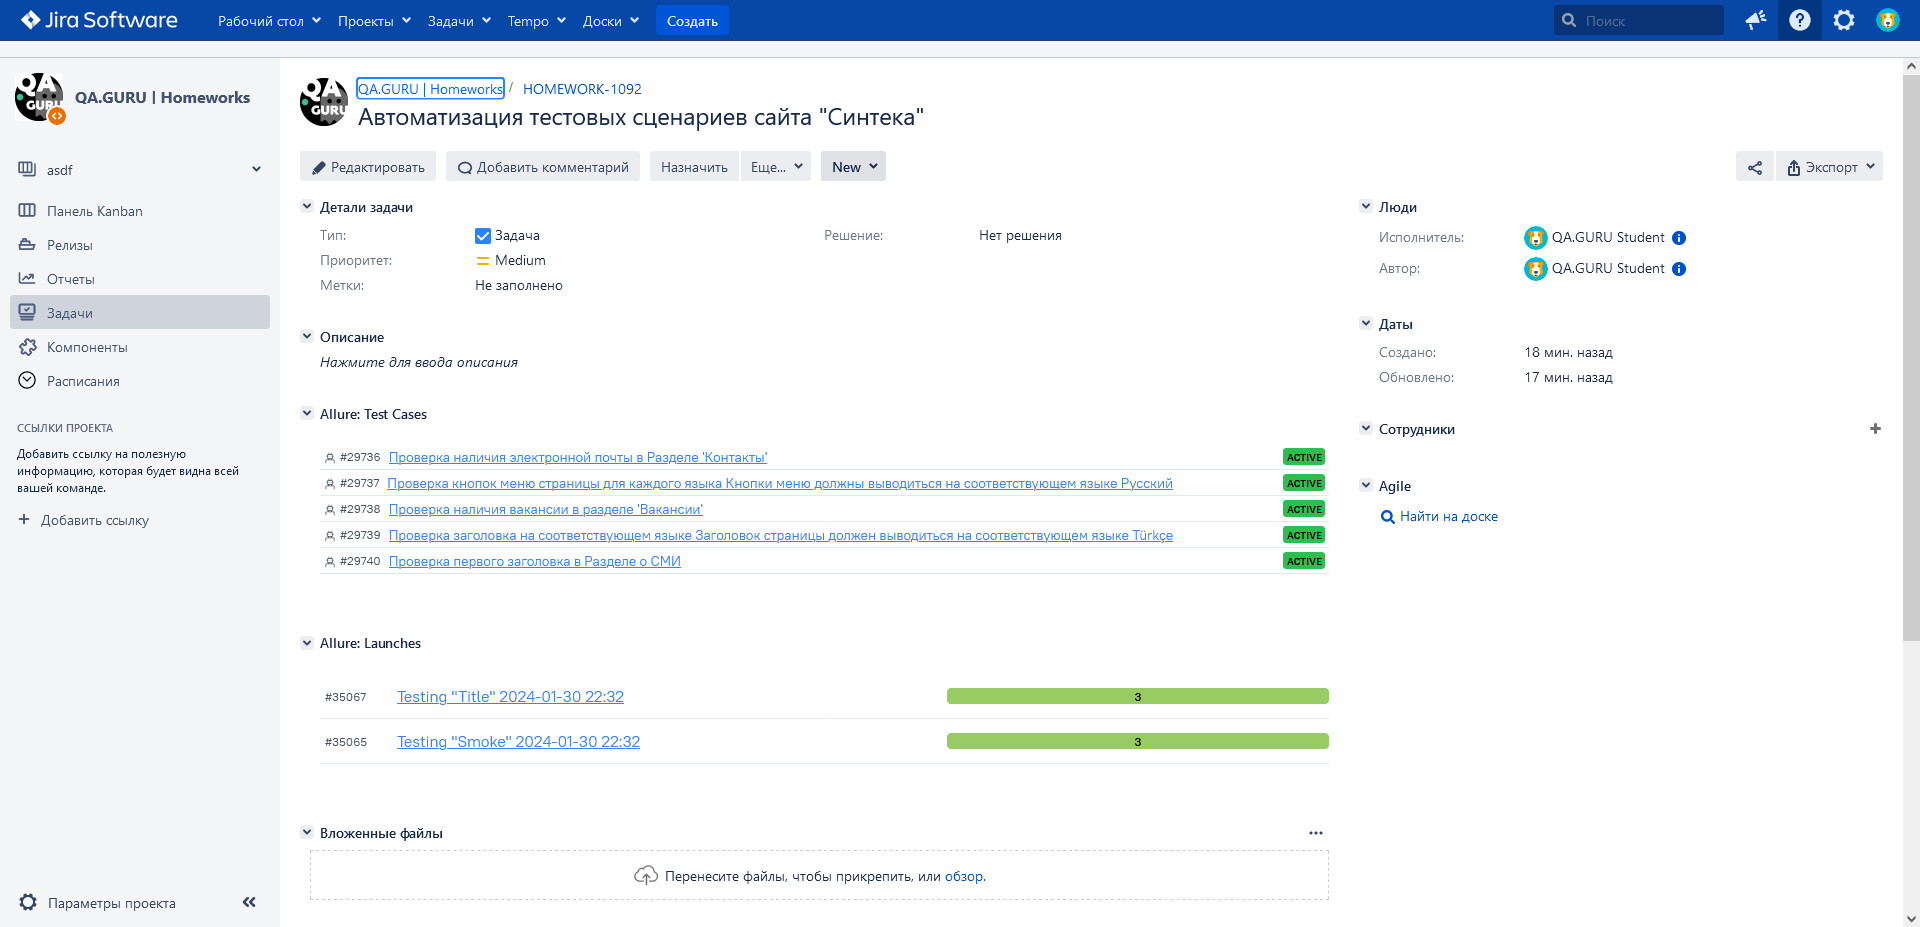 Jira Software
Рабочий стол
Проекты
Задачи
Tempo
Доски
Создать
Поиск
QA GURU
QA.GURU | Homeworks
asdf
Панель Kanban
Релизы
Отчеты
Задачи
Компоненты
Расписания
ССЫЛКИ ПРОЕКТА
Добавить ссылку на полезную
информацию, которая будет видна всей
вашей команде.
Добавить ссылку
Параметры проекта
QA GURU
QA.GURU | Homeworks / HOMEWORK-1092
Автоматизация тестовых сценариев сайта "Синтека"
Редактировать
Добавить комментарий
Назначить
Еще...
New
Экспорт
Детали задачи
Тип: Задача
Решение: Нет решения
Приоритет: Medium
Метки: Не заполнено
Описание
Нажмите для ввода описания
Allure: Test Cases
#29736 Проверка наличия электронной почты в Разделе 'Контакты' ACTIVE
#29737 Проверка кнопок меню страницы для каждого языка Кнопки меню должны выводиться на соответствующем языке Русский ACTIVE
#29738 Проверка наличия вакансии в разделе 'Вакансии' ACTIVE
#29739 Проверка заголовка на соответствующем языке Заголовок страницы должен выводиться на соответствующем языке Türkçe ACTIVE
#29740 Проверка первого заголовка в Разделе о СМИ ACTIVE
Allure: Launches
#35067 Testing "Title" 2024-01-30 22:32 3
#35065 Testing "Smoke" 2024-01-30 22:32 3
Вложенные файлы
Перенесите файлы, чтобы прикрепить, или обзор.
Люди
Исполнитель: QA.GURU Student
Автор: QA.GURU Student
Даты
Создано: 18 мин. назад
Обновлено: 17 мин. назад
Сотрудники
Agile
Найти на доске